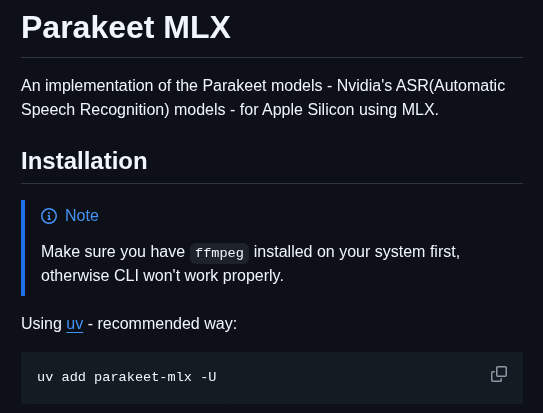 Parakeet MLX
An implementation of the Parakeet models - Nvidia's ASR(Automatic
Speech Recognition) models - for Apple Silicon using MLX.
Installation
Note
Make sure you have ffmpeg installed on your system first,
otherwise CLI won't work properly.
Using uv - recommended way:
uv add parakeet-mlx -U